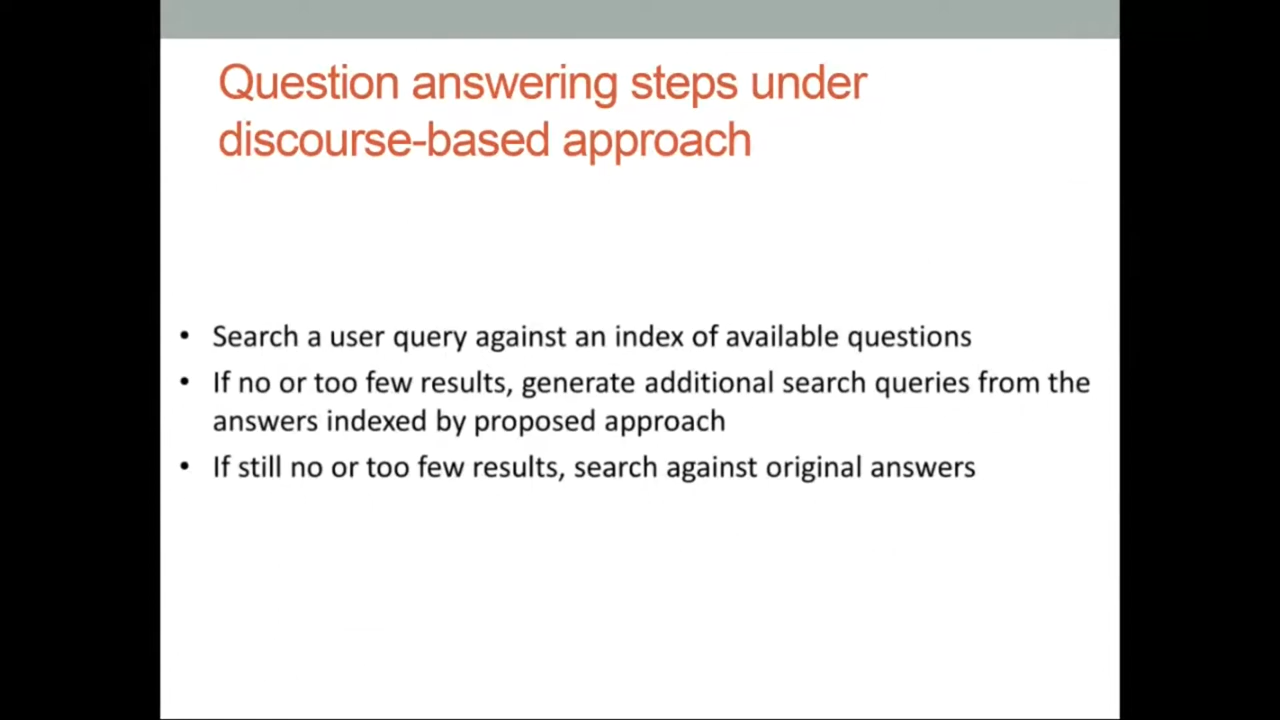 Question answering steps under
discourse-based approach
• Search a user query against an index of available questions
• If no or too few results, generate additional search queries from the
answers indexed by proposed approach
• If still no or too few results, search against original answers